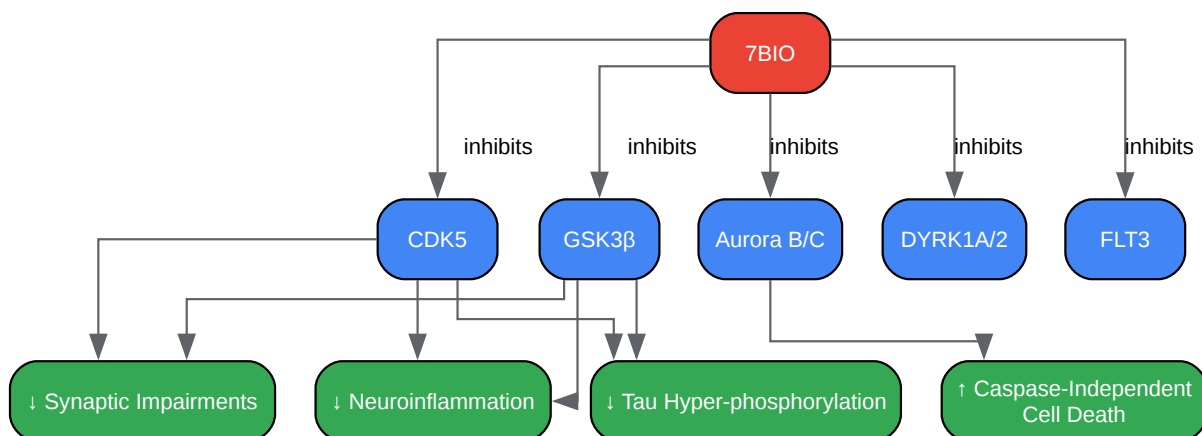 7BIO
inhibits
inhibits
inhibits
inhibits
inhibits
CDK5
GSK3β
Aurora B/C
DYRK1A/2
FLT3
↓ Synaptic Impairments
↓ Neuroinflammation
↓ Tau Hyper-phosphorylation
↑ Caspase-Independent
Cell Death